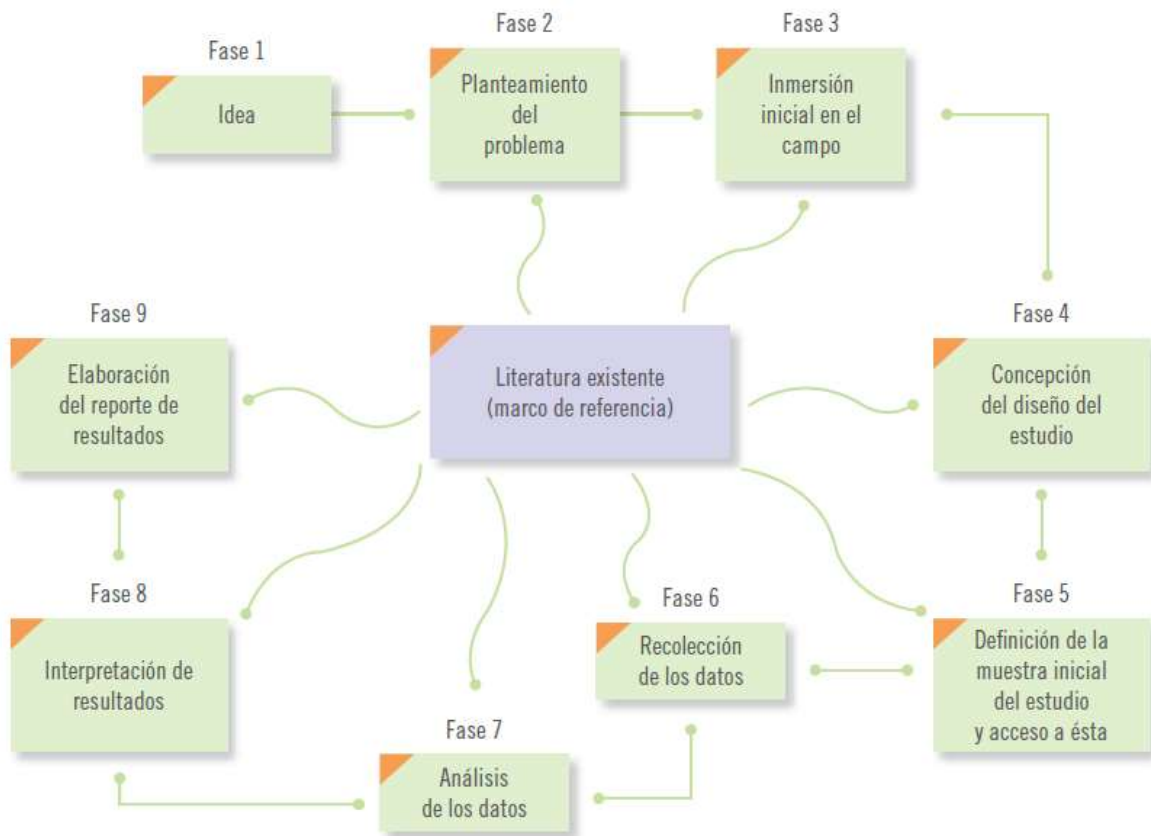 Fase 1
Idea
Fase 2
Planteamiento
del
problema
Fase 3
Inmersión
inicial en el
campo
Fase 4
Concepción
del diseño del
estudio
Fase 5
Definición de la
muestra inicial
del estudio
y acceso a ésta
Fase 6
Recolección
de los datos
Fase 7
Análisis
de los datos
Fase 8
Interpretación de
resultados
Fase 9
Elaboración
del reporte de
resultados
Literatura existente
(marco de referencia)